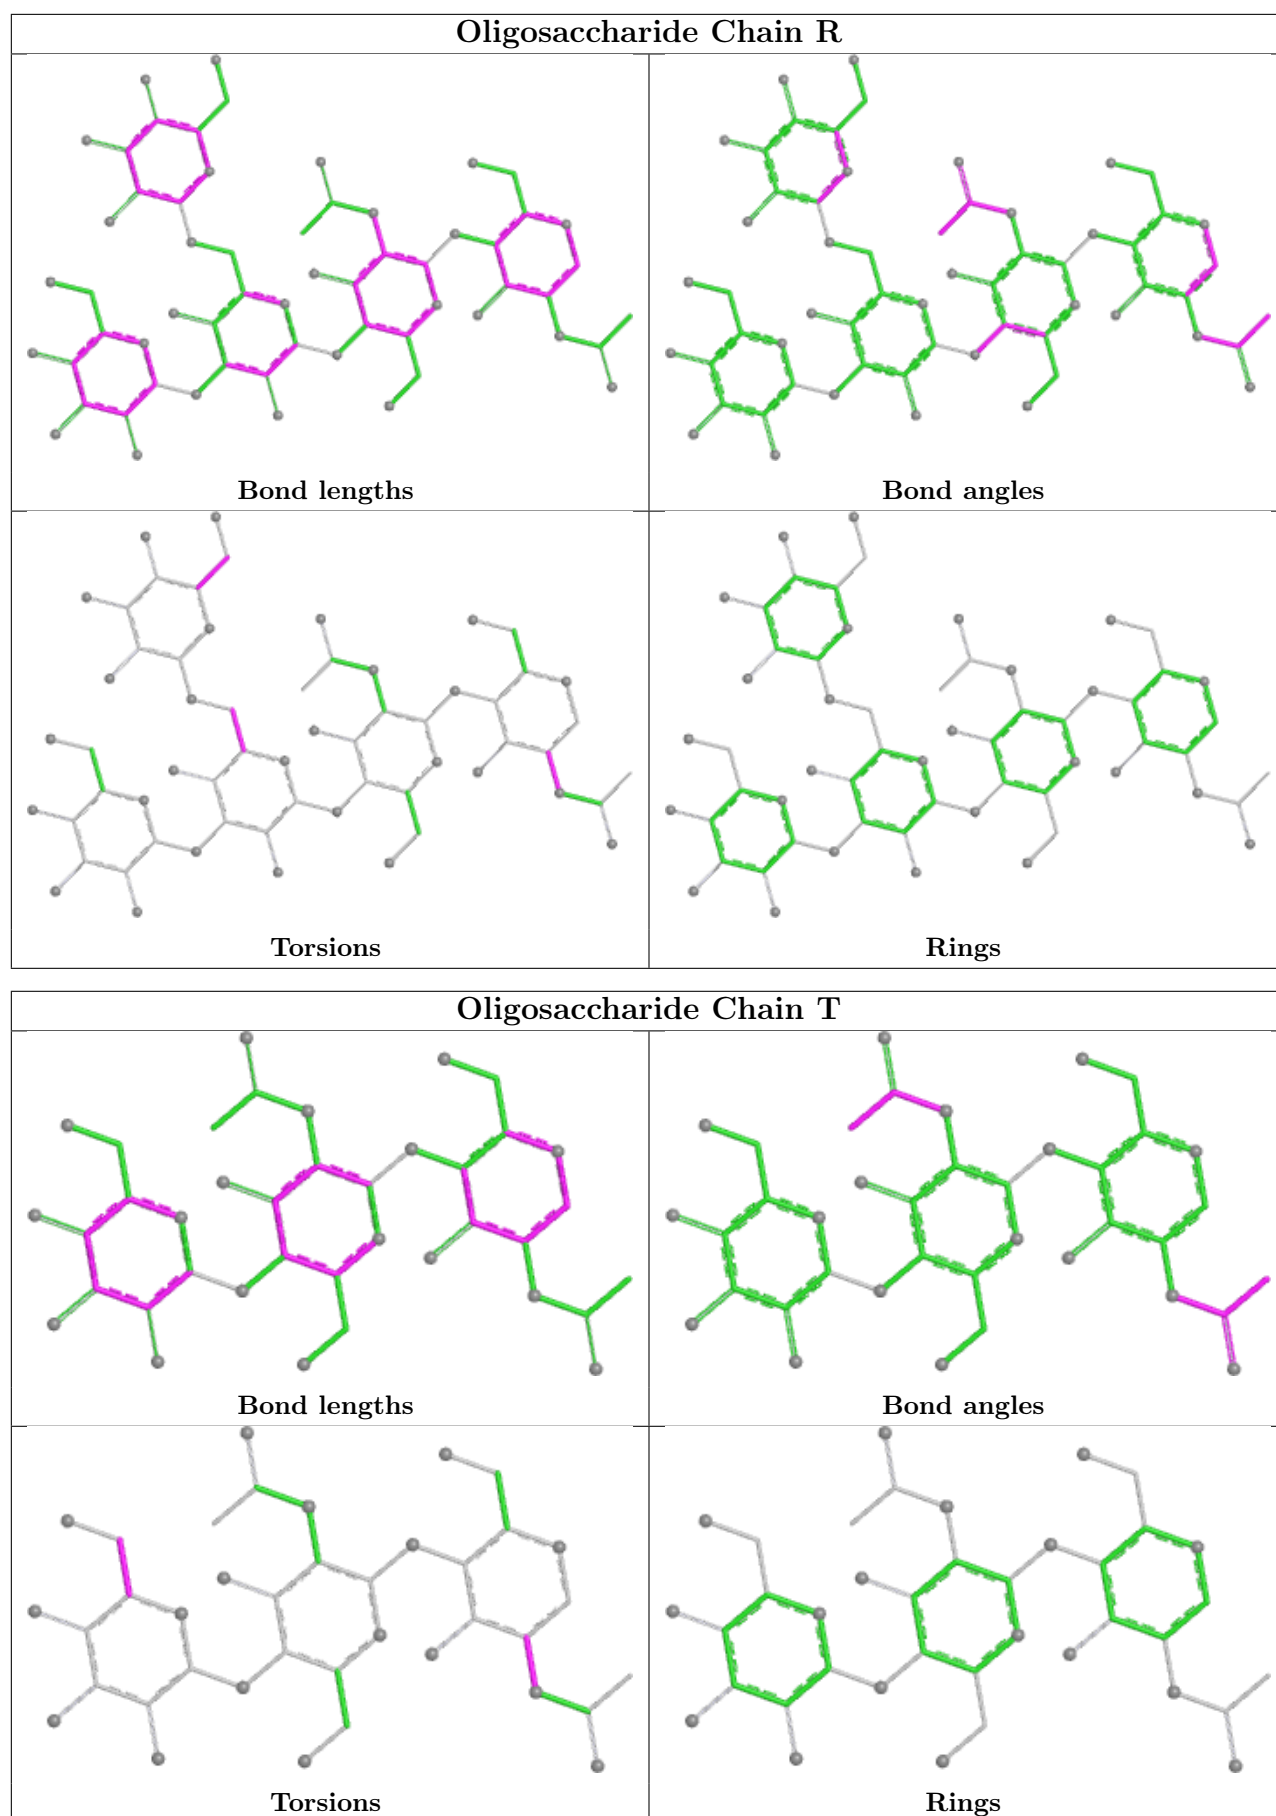 Oligosaccharide Chain R
Bond lengths
Bond angles
Torsions
Rings
Oligosaccharide Chain T
Bond lengths
Bond angles
Torsions
Rings